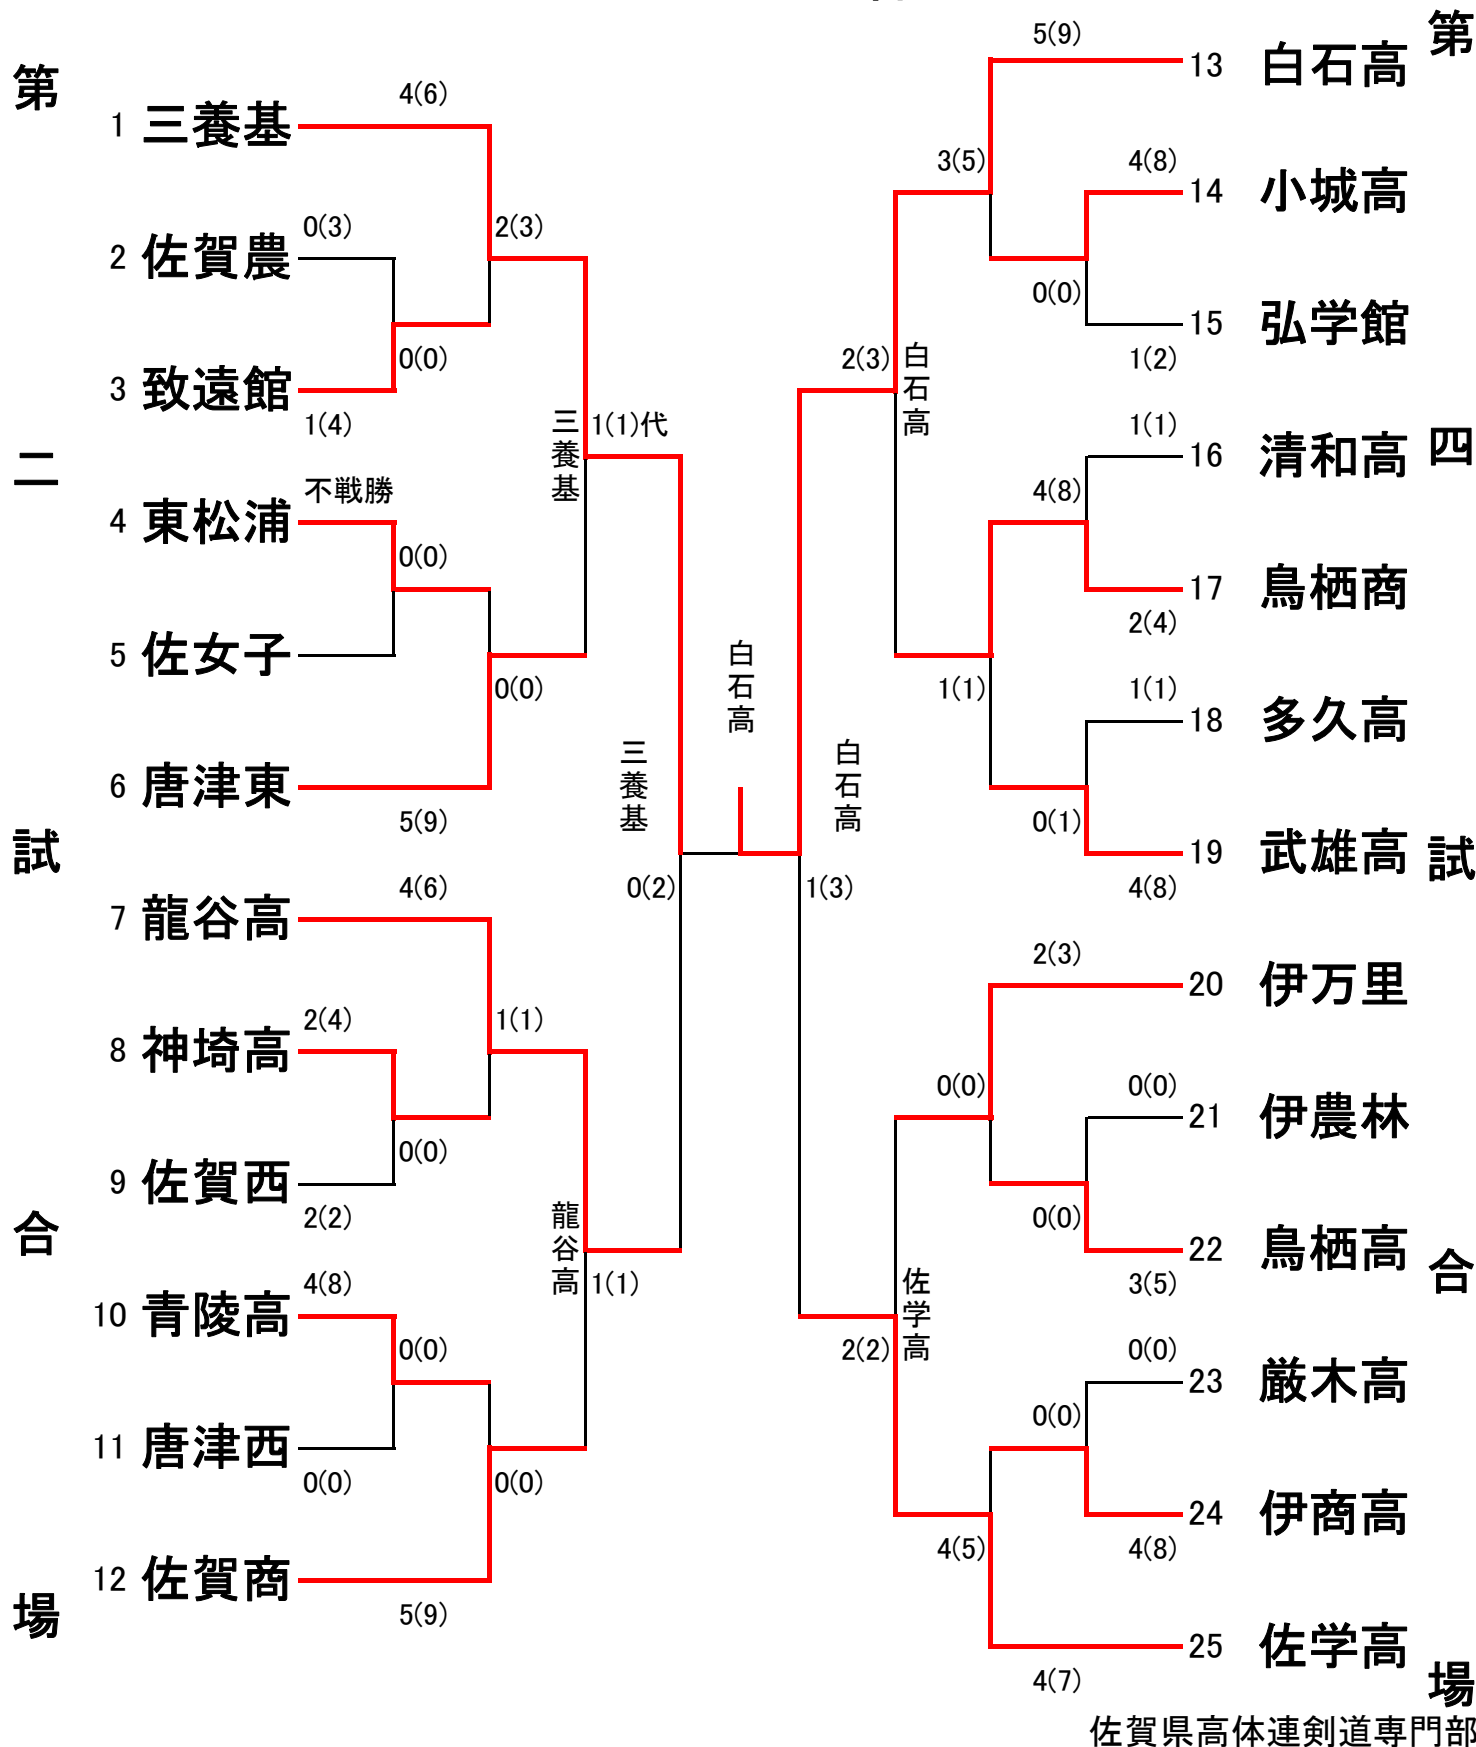 第二試合場
1 三養基 4(6)
2 佐賀農 0(3)
2(3)
3 致遠館 1(4)
0(0)
三養基
1(1)代
4 東松浦 不戦勝
0(0)
5 佐女子
0(0)
6 唐津東 5(9)
三養基
0(2)
7 龍谷高 4(6)
8 神埼高 2(4)
1(1)
9 佐賀西 2(2)
0(0)
龍谷高
1(1)
10 青陵高 4(8)
0(0)
11 唐津西 0(0)
0(0)
12 佐賀商 5(9)
白石高
第四試合場
5(9) 13 白石高
3(5)
4(8) 14 小城高
0(0)
1(2) 15 弘学館
2(3)
白石高
1(1) 16 清和高
4(8)
2(4) 17 鳥栖商
1(1)
1(1) 18 多久高
0(1)
4(8) 19 武雄高
白石高
1(3)
2(3) 20 伊万里
0(0)
0(0) 21 伊農林
0(0)
3(5) 22 鳥栖高
佐学高
2(2)
0(0) 23 厳木高
0(0)
4(8) 24 伊商高
4(5)
4(7) 25 佐学高
佐賀県高体連剣道専門部